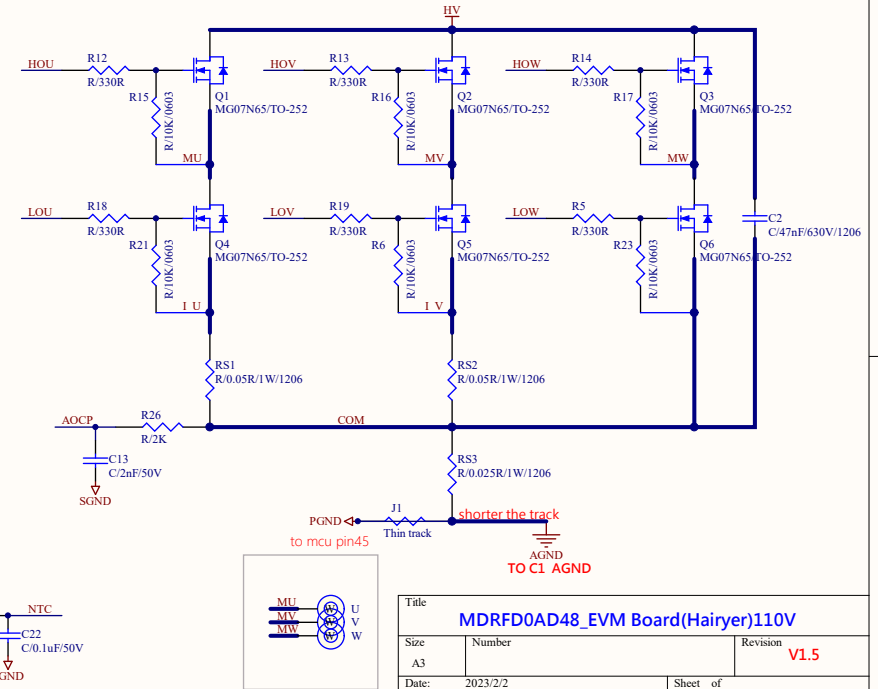 HV
HOU
R12
R/330R
R15
R/10K/0603
Q1
MG07N65/TO-252
MU
HOV
R13
R/330R
R16
R/10K/0603
Q2
MG07N65/TO-252
MV
HOW
R14
R/330R
R17
R/10K/0603
Q3
MG07N65/TO-252
MW
LOU
R18
R/330R
R21
R/10K/0603
Q4
MG07N65/TO-252
I U
LOV
R19
R/330R
R6
R/10K/0603
Q5
MG07N65/TO-252
I V
LOW
R5
R/330R
R23
R/10K/0603
Q6
MG07N65/TO-252
C2
C/47nF/630V/1206
RS1
R/0.05R/1W/1206
RS2
R/0.05R/1W/1206
AOCP
R26
R/2K
COM
C13
C/2nF/50V
SGND
RS3
R/0.025R/1W/1206
PGND
J1
Thin track
shorter the track
to mcu pin45
AGND
TO C1 AGND
NTC
C22
C/0.1uF/50V
GND
MU
MV
MW
W
W
W
U
V
W
Title
MDRFD0AD48_EVM Board(Hairyer)110V
Size
Number
Revision
A3
V1.5
Date:
2023/2/2
Sheet of